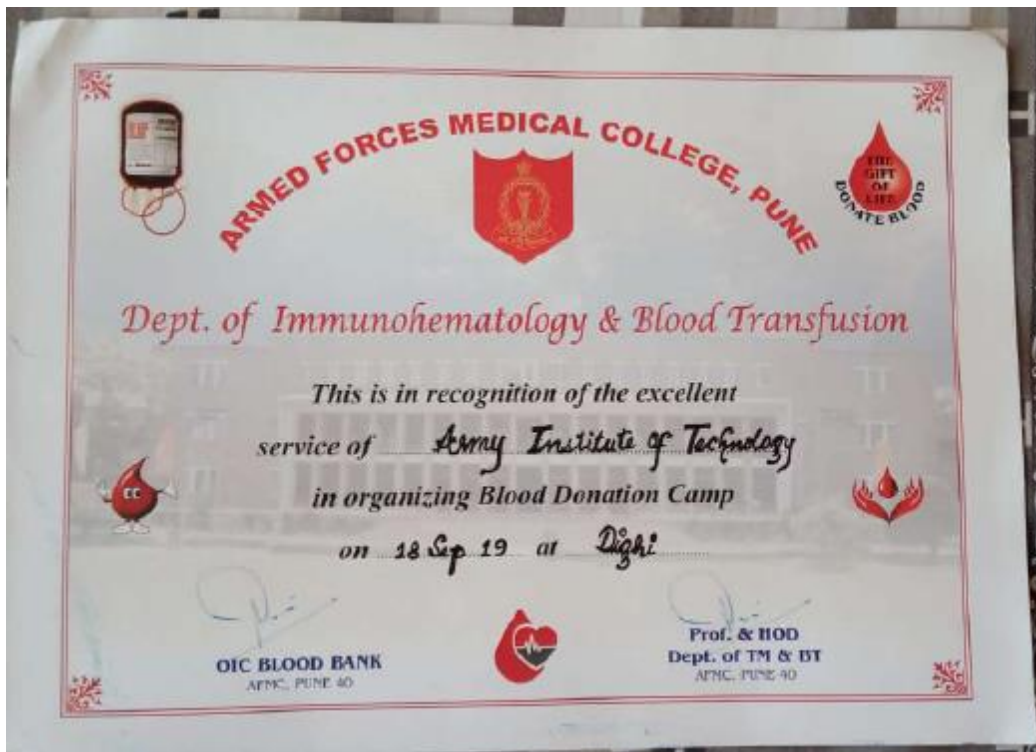 ARMED FORCES MEDICAL COLLEGE, PUNE
THE
GIFT
OF
LIFE
DONATE BLOOD
Dept. of Immunohematology & Blood Transfusion
This is in recognition of the excellent
service of Army Institute of Technology
in organizing Blood Donation Camp
on 18 Sep 19 at Dighi
OIC BLOOD BANK
AFMC, PUNE 40
Prof. & HOD
Dept. of TM & BT
AFMC, PUNE 40